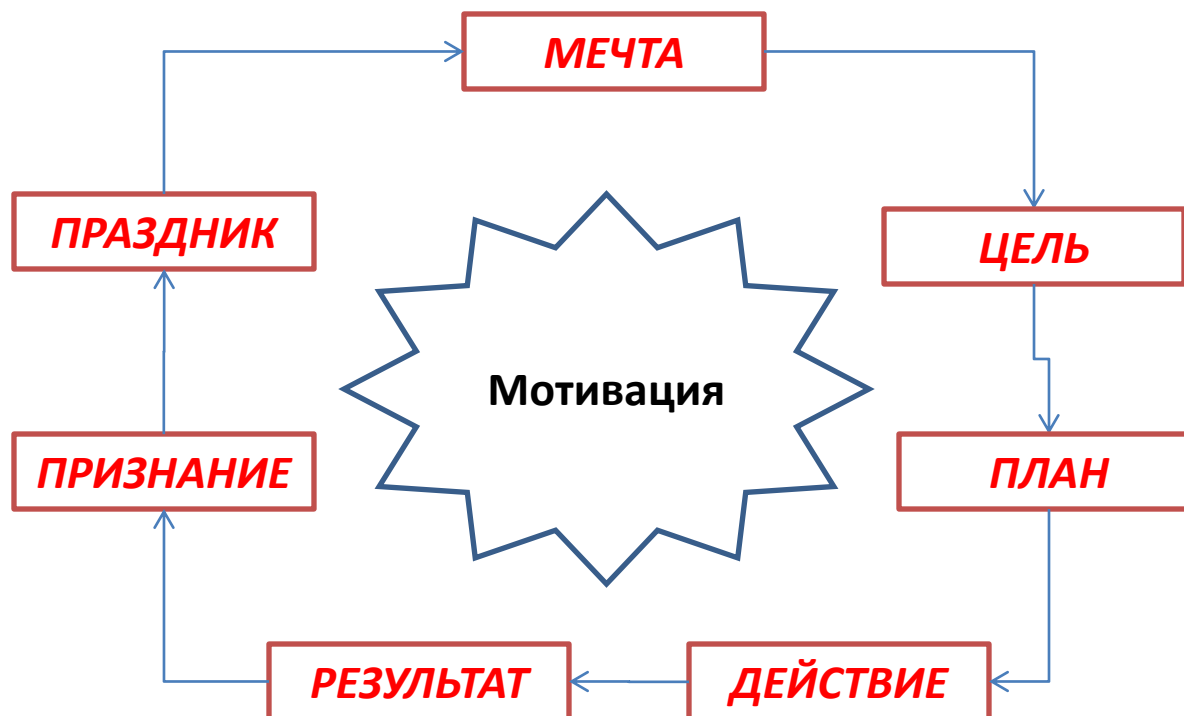 МЕЧТА
ПРАЗДНИК
ЦЕЛЬ
Мотивация
ПРИЗНАНИЕ
ПЛАН
РЕЗУЛЬТАТ
ДЕЙСТВИЕ